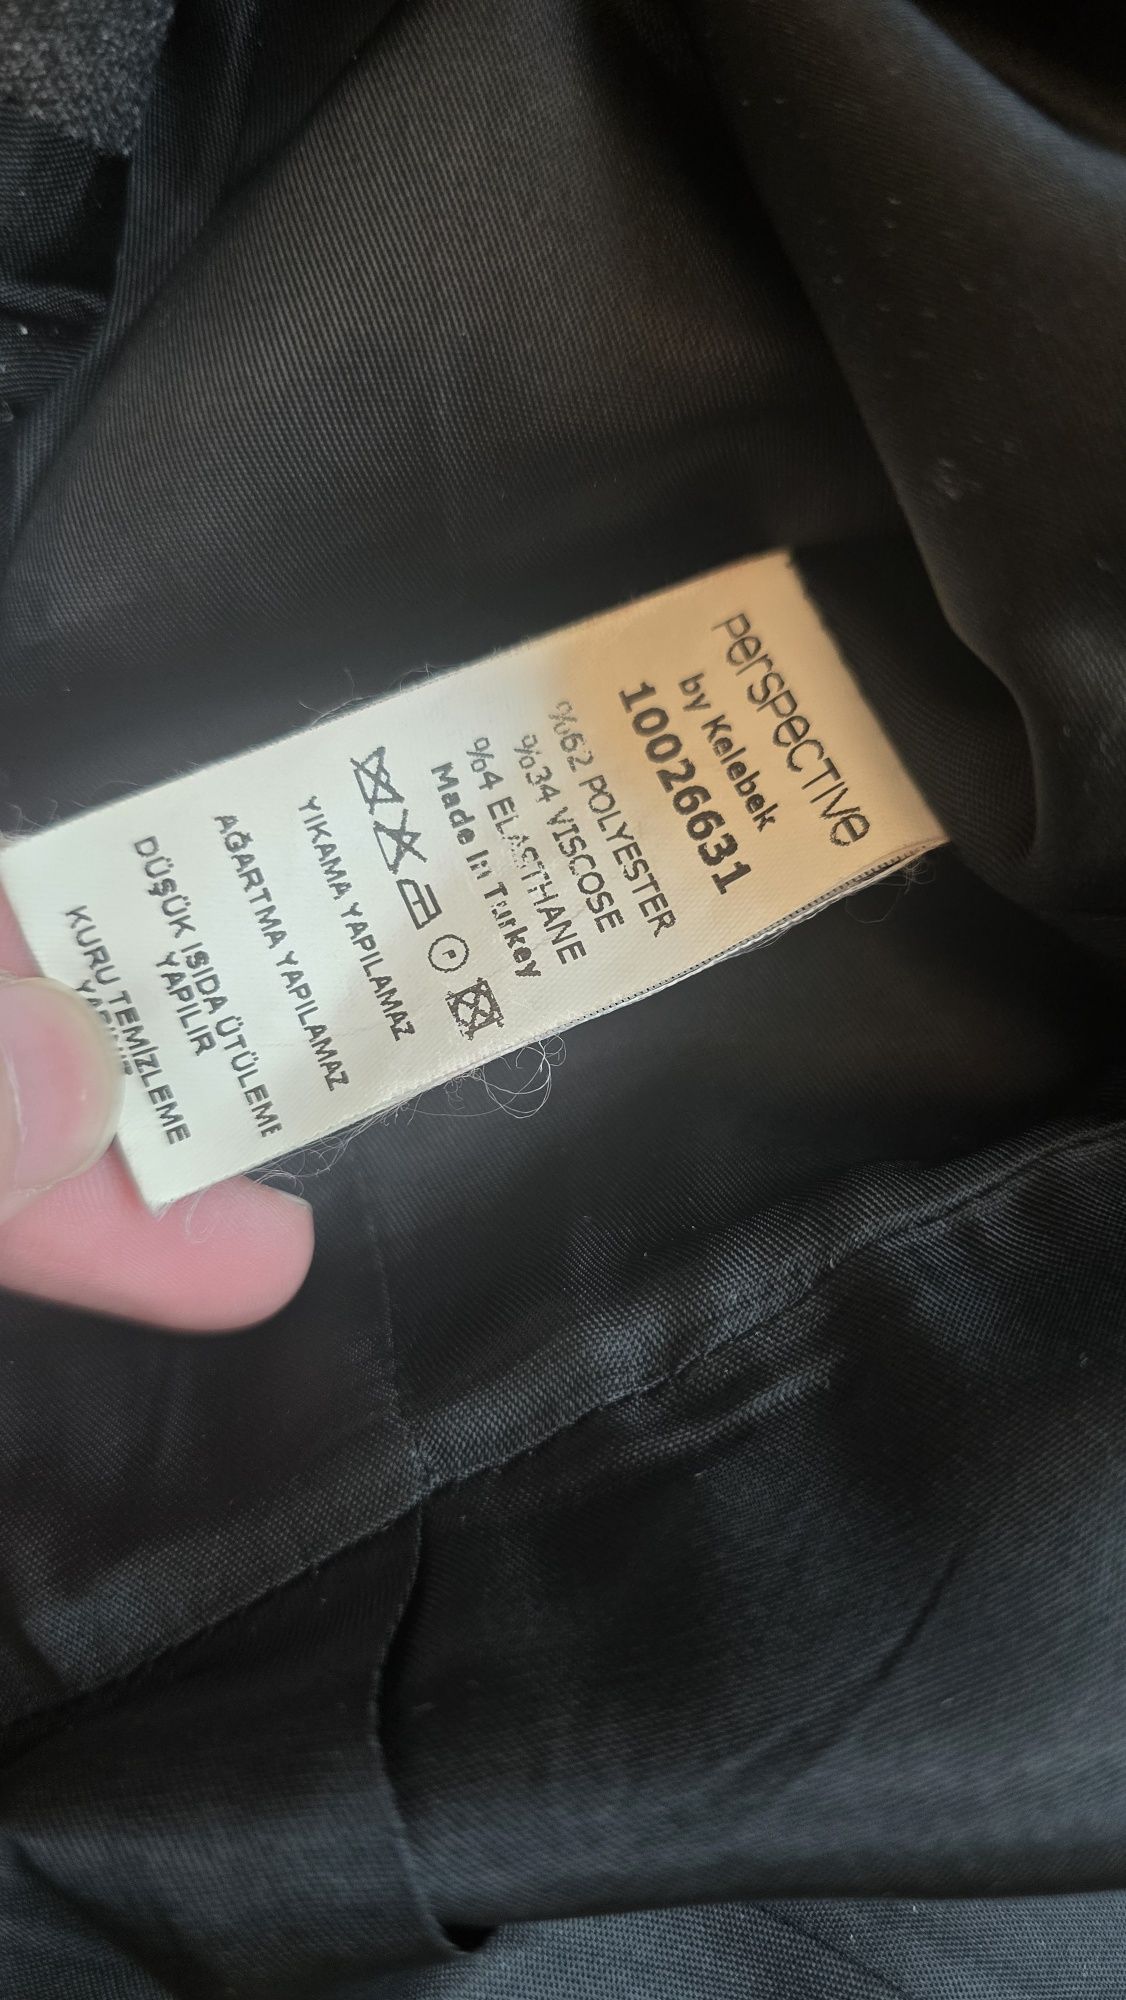 perspective
by Kelebek
10026631
%62 POLYESTER
%34 VISCOSE
%4 ELASTHANE
Made In Turkey
P
YIKAMA YAPILAMAZ
AĞARTMA YAPILAMAZ
DÜŞÜK ISIDA ÜTÜLEME
YAPILIR
KURU TEMİZLEME